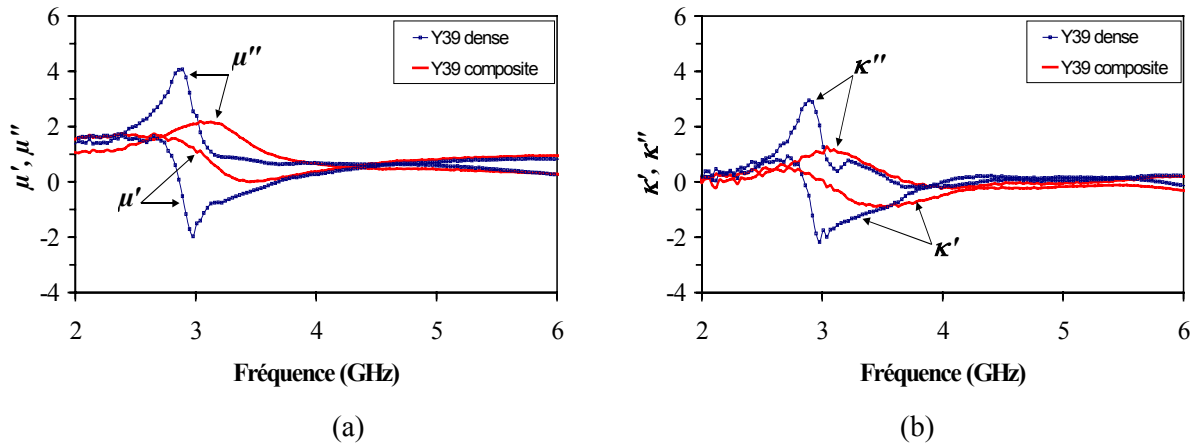 6
4
2
0
-2
-4
μ', μ''
Y39 dense
Y39 composite
μ''
μ'
2 3 4 5 6
Fréquence (GHz)
(a)
6
4
2
0
-2
-4
κ', κ''
Y39 dense
Y39 composite
κ''
κ'
2 3 4 5 6
Fréquence (GHz)
(b)